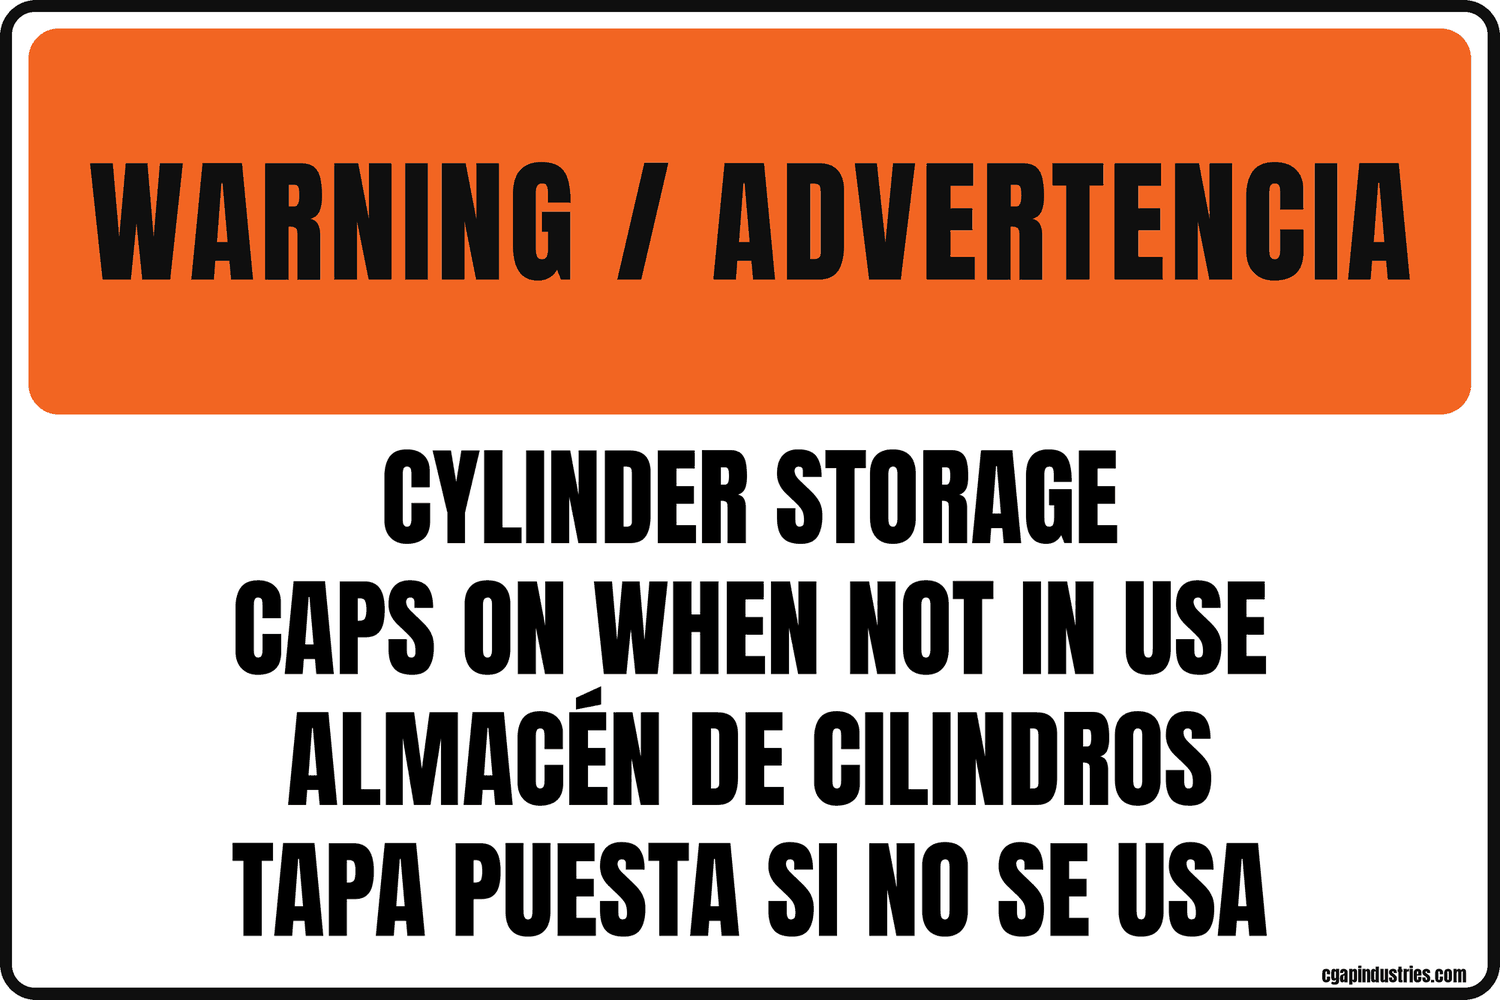 WARNING / ADVERTENCIA
CYLINDER STORAGE
CAPS ON WHEN NOT IN USE
ALMACÉN DE CILINDROS
TAPA PUESTA SI NO SE USA
cgapindustries.com